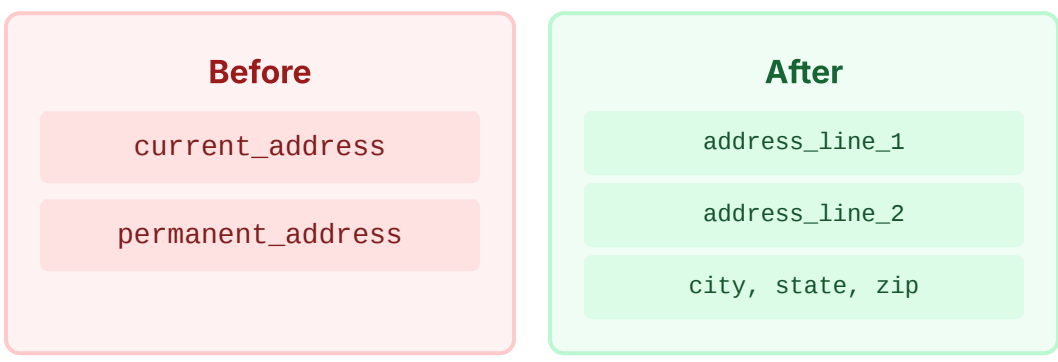 Before
current_address
permanent_address
After
address_line_1
address_line_2
city, state, zip